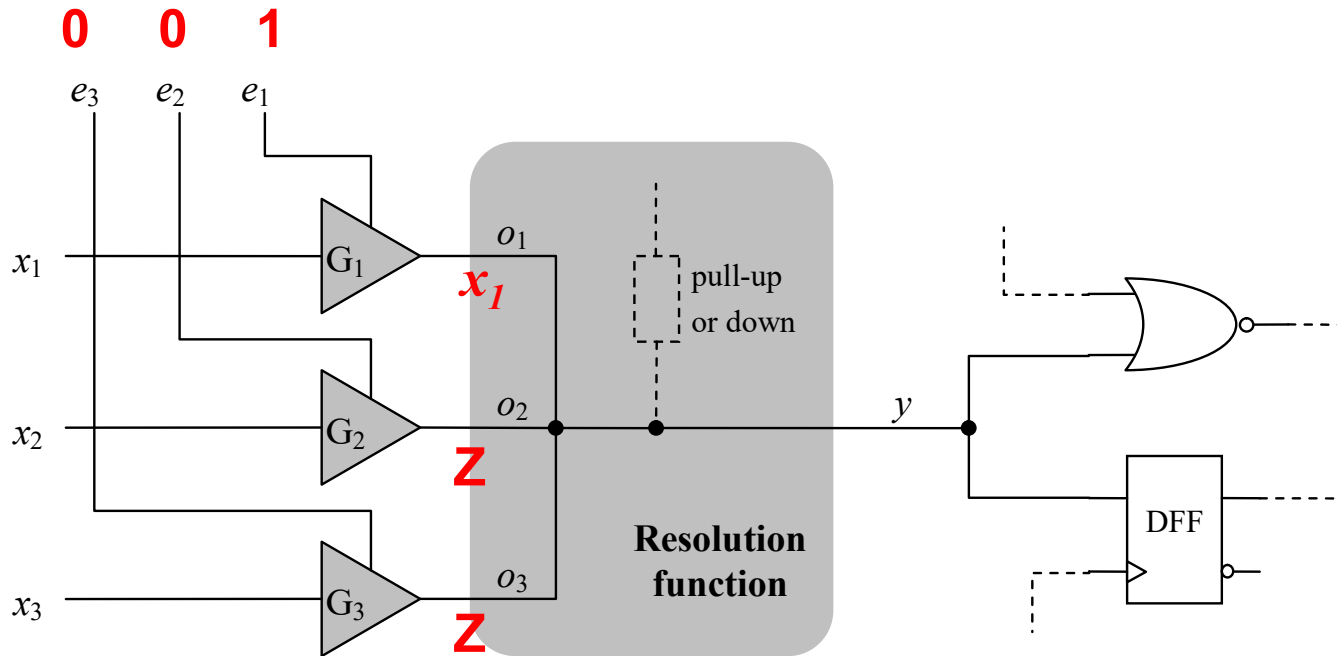 0 0 1
e3 e2 e1
x1 G1 o1
x1
pull-up
or down
x2 G2 o2 y
Z
DFF
Resolution
function
x3 G3 o3
Z